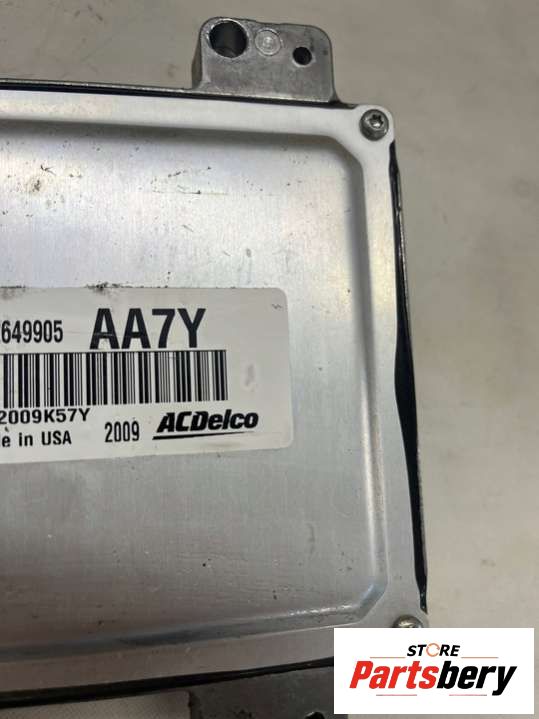 649905 AA7Y
2009K57Y
e in USA 2009 ACDelco
STORE
Partsbery